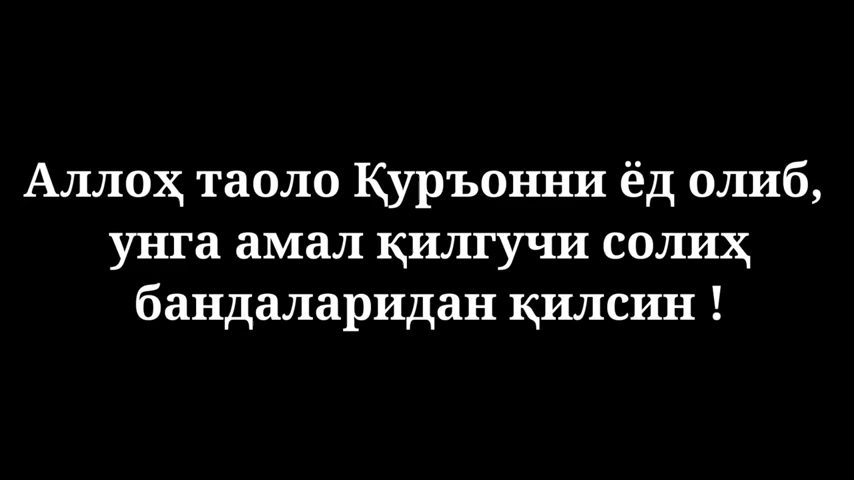 Аллоҳ таоло Қуръонни ёд олиб,
унга амал қилгучи солиҳ
бандаларидан қилсин !